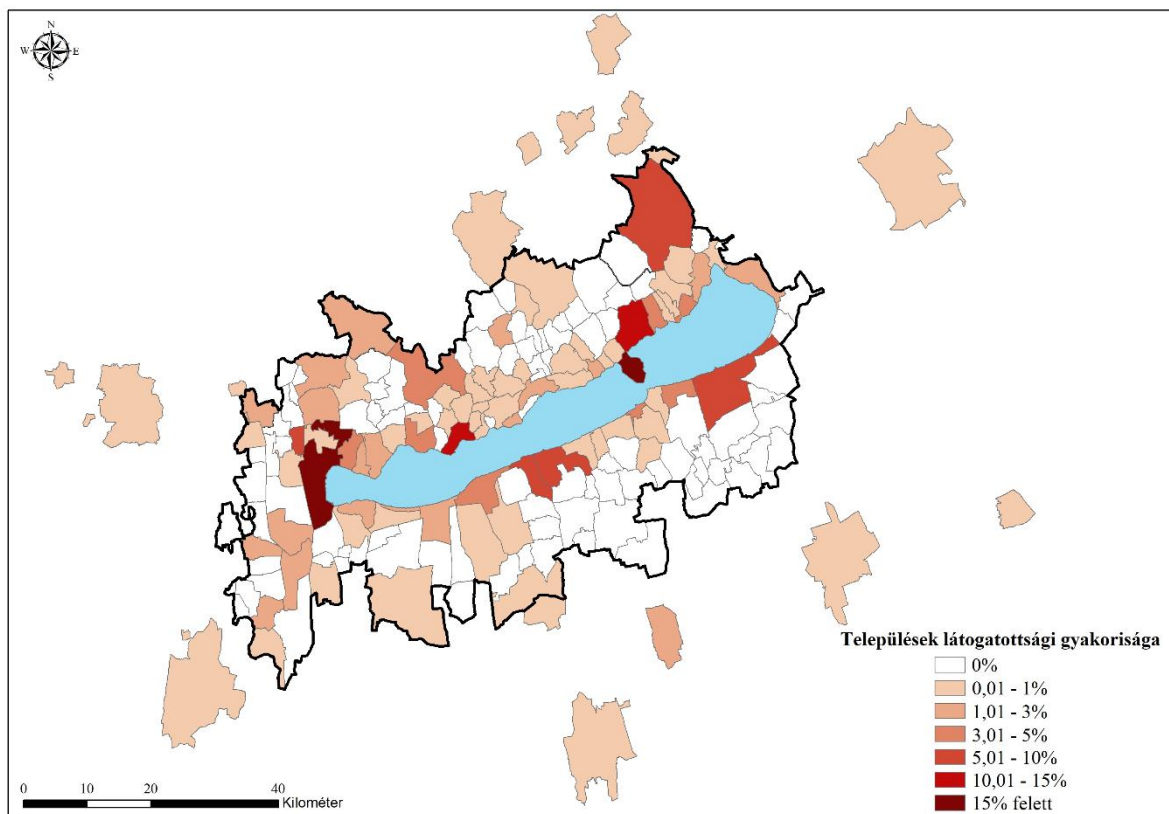 N
W E
S
Települések látogatottsági gyakorisága
0%
0,01 - 1%
1,01 - 3%
3,01 - 5%
5,01 - 10%
10,01 - 15%
15% felett
0 10 20 40
Kilométer